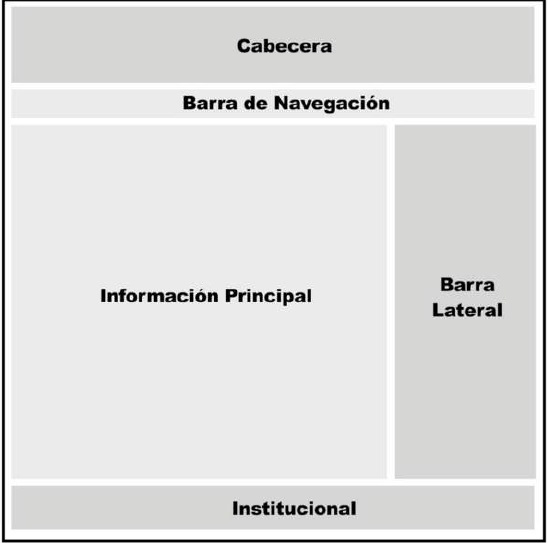 Cabecera
Barra de Navegación
Información Principal
Barra
Lateral
Institucional